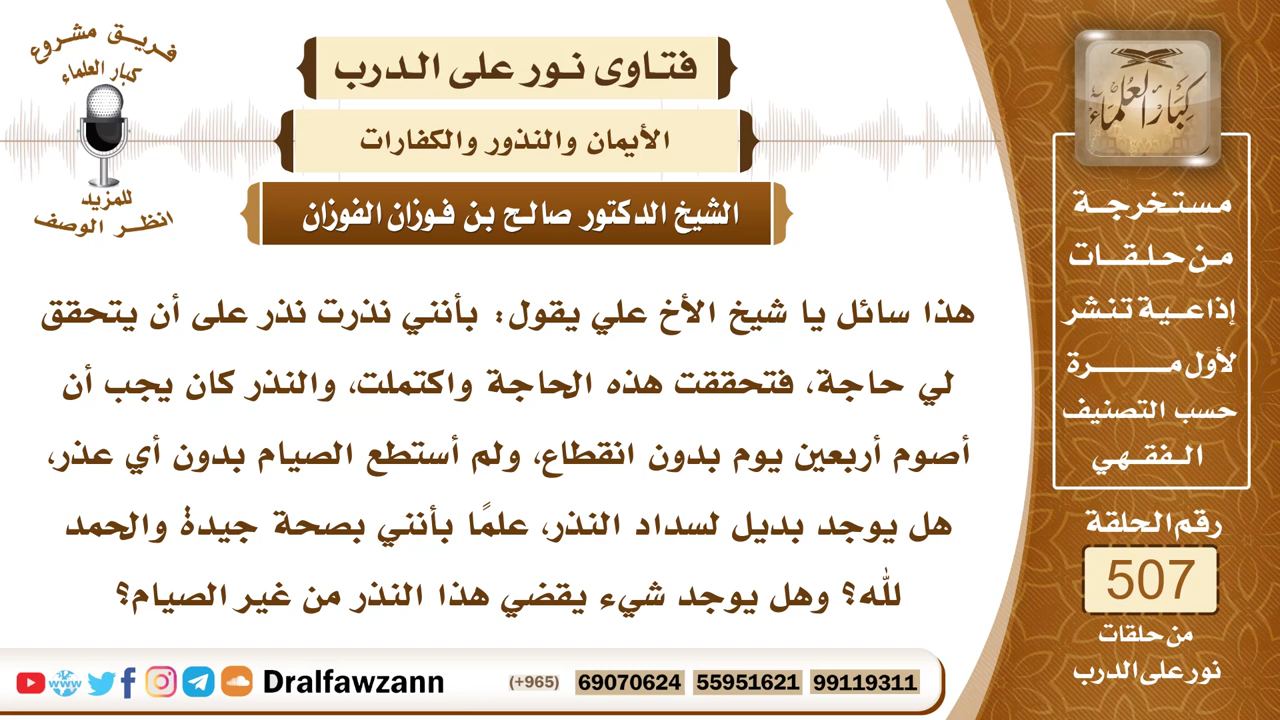 فريق مشروع
كبار العلماء
للمزيد
انظر الوصف
فتاوى نور على الدرب
الأيمان والنذور والكفارات
الشيخ الدكتور صالح بن فوزان الفوزان
هذا سائل يا شيخ الأخ علي يقول: بأنني نذرت نذر على أن يتحقق
لي حاجة، فتحققت هذه الحاجة واكتملت، والنذر كان يجب أن
أصوم أربعين يوم بدون انقطاع، ولم أستطع الصيام بدون أي عذر،
هل يوجد بديل لسداد النذر، علمًا بأنني بصحة جيدة والحمد
لله؟ وهل يوجد شيء يقضي هذا النذر من غير الصيام؟
كبار العلماء
مستخرجة
من حلقات
إذاعية تنشر
لأول مرة
حسب التصنيف
الفقهي
رقم الحلقة
507
من حلقات
نور على الدرب
www
Dralfawzann
(+965) 69070624 55951621 99119311